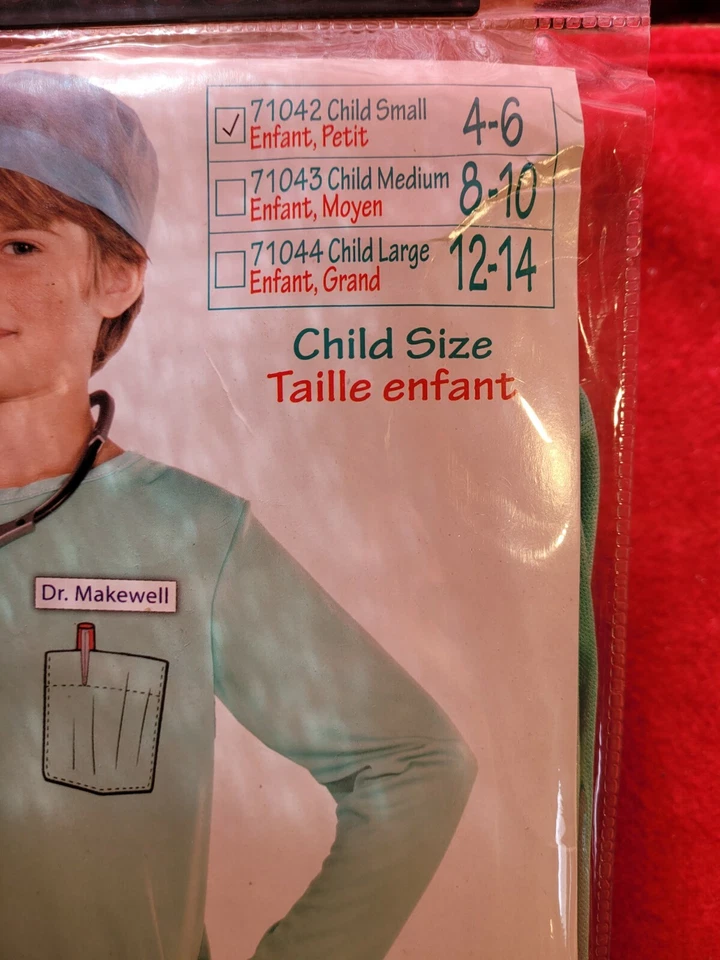 71042 Child Small 4-6
Enfant, Petit
71043 Child Medium 8-10
Enfant, Moyen
71044 Child Large 12-14
Enfant, Grand
Child Size
Taille enfant
Dr. Makewell